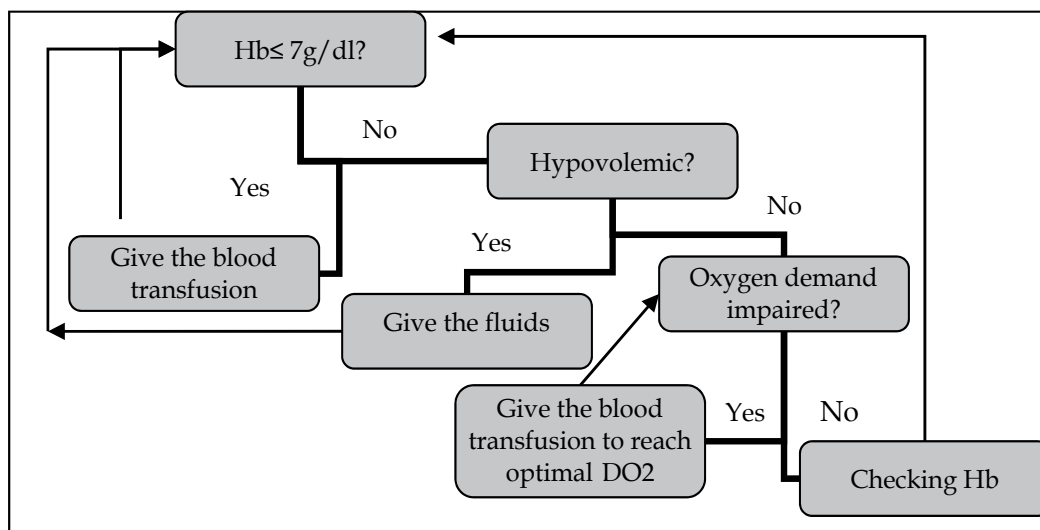 Hb≤ 7g/dl?
No
Hypovolemic?
Yes
Give the blood
transfusion
No
Yes
Oxygen demand
impaired?
Give the fluids
Give the blood
transfusion to reach
optimal DO2
Yes
No
Checking Hb